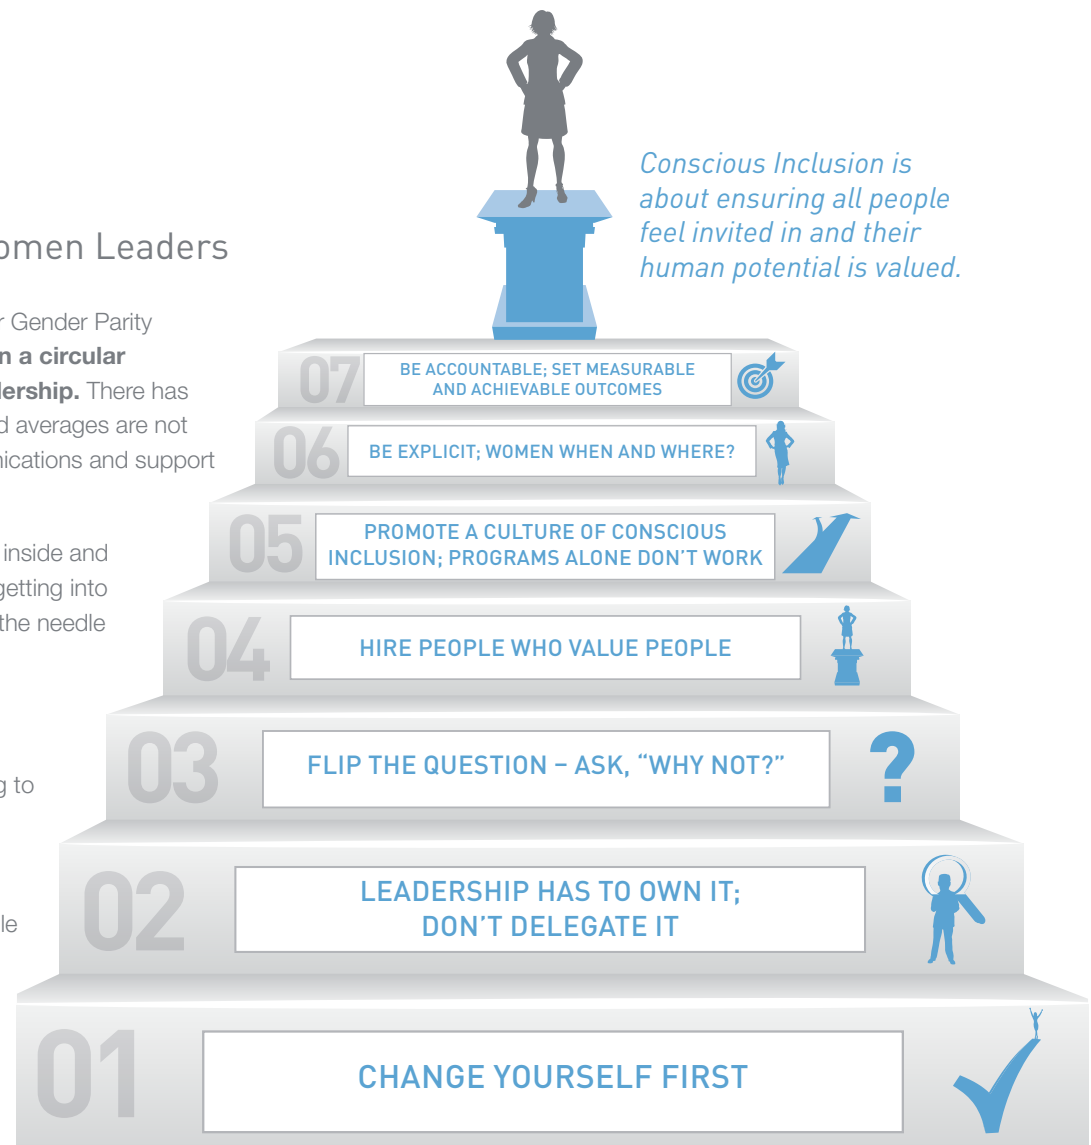 omen Leaders
r Gender Parity
n a circular
dership. There has
d averages are not
nications and support
inside and
getting into
the needle
g to
le
Conscious Inclusion is
about ensuring all people
feel invited in and their
human potential is valued.
07
BE ACCOUNTABLE; SET MEASURABLE
AND ACHIEVABLE OUTCOMES
06
BE EXPLICIT; WOMEN WHEN AND WHERE?
05
PROMOTE A CULTURE OF CONSCIOUS
INCLUSION; PROGRAMS ALONE DON’T WORK
04
HIRE PEOPLE WHO VALUE PEOPLE
03
FLIP THE QUESTION – ASK, “WHY NOT?”
?
02
LEADERSHIP HAS TO OWN IT;
DON’T DELEGATE IT
01
CHANGE YOURSELF FIRST